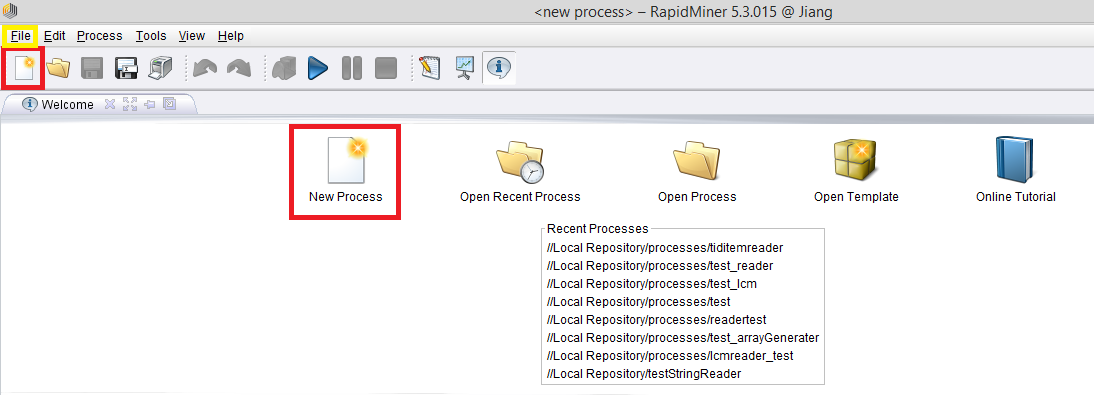 <new process> – RapidMiner 5.3.015 @ Jiang
File Edit Process Tools View Help
Welcome
New Process
Open Recent Process
Open Process
Open Template
Online Tutorial
Recent Processes
//Local Repository/processes/tiditemreader
//Local Repository/processes/test_reader
//Local Repository/processes/test_lcm
//Local Repository/processes/test
//Local Repository/processes/readertest
//Local Repository/processes/test_arrayGenerater
//Local Repository/processes/lcmreader_test
//Local Repository/testStringReader